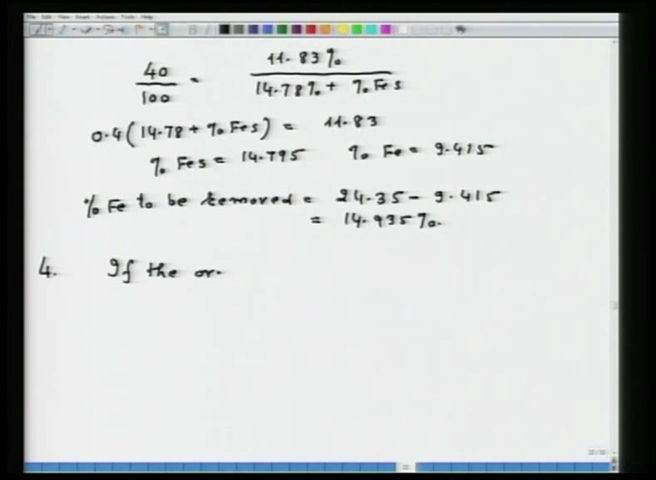 40 / 100 = 11.83% / 14.78% + % FeS
0.4 (14.78 + % FeS) = 11.83
% FeS = 14.795 % Fe = 9.415
% Fe to be removed = 24.35 - 9.415
= 14.935 %.
4. If the or.